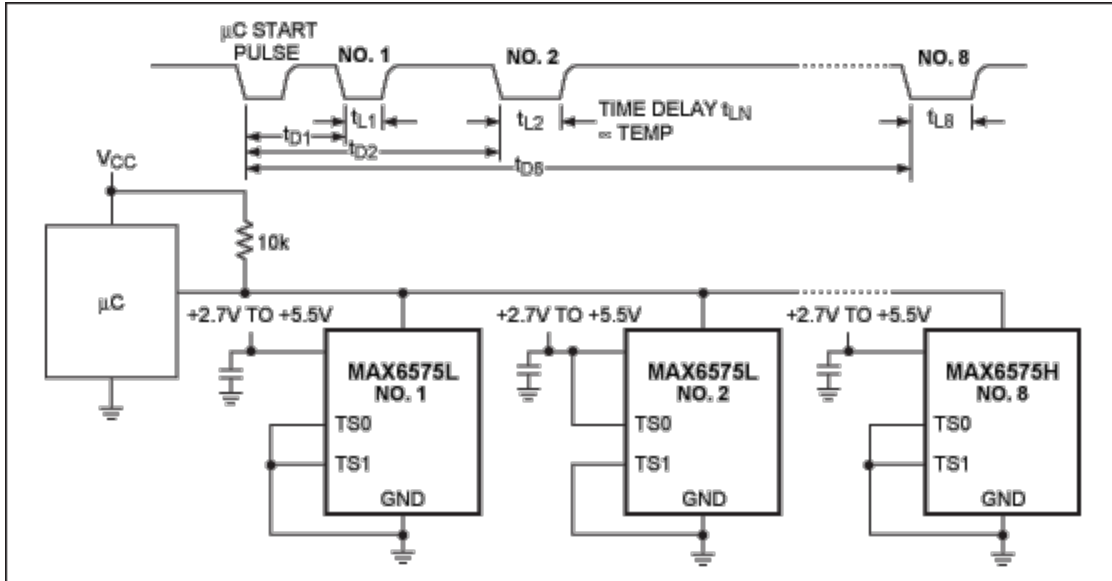 µC START
PULSE
NO. 1
NO. 2
NO. 8
tL1
tL2
TIME DELAY tLN
∝ TEMP
tL8
tD1
tD2
tD8
VCC
10k
µC
+2.7V TO +5.5V
+2.7V TO +5.5V
+2.7V TO +5.5V
MAX6575L
NO. 1
MAX6575L
NO. 2
MAX6575H
NO. 8
TS0
TS0
TS0
TS1
TS1
TS1
GND
GND
GND